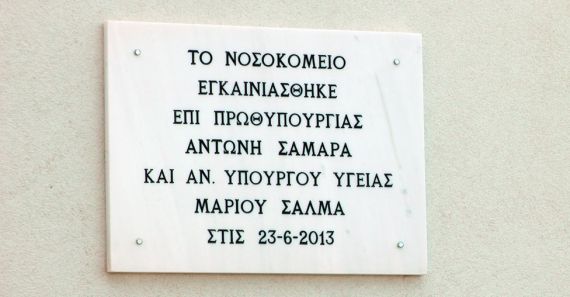 ΤΟ ΝΟΣΟΚΟΜΕΙΟ
ΕΓΚΑΙΝΙΑΣΘΗΚΕ
ΕΠΙ ΠΡΩΘΥΠΟΥΡΓΙΑΣ
ΑΝΤΩΝΗ ΣΑΜΑΡΑ
ΚΑΙ ΑΝ. ΥΠΟΥΡΓΟΥ ΥΓΕΙΑΣ
ΜΑΡΙΟΥ ΣΑΛΜΑ
ΣΤΙΣ 23-6-2013